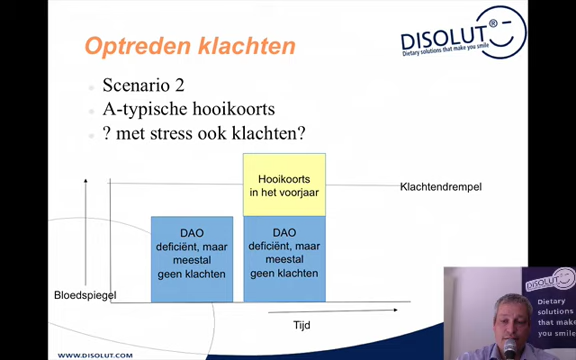 Optreden klachten
DISOLUT®
Dietary solutions that make you smile
Scenario 2
A-typische hooikoorts
? met stress ook klachten?
Hooikoorts
in het voorjaar
Klachtendrempel
DAO
deficiënt, maar
meestal
geen klachten
DAO
deficiënt, maar
meestal
geen klachten
Bloedspiegel
Tijd
DISOLUT
Dietary
solutions
that make
you smile
WWW.DISOLUT.COM